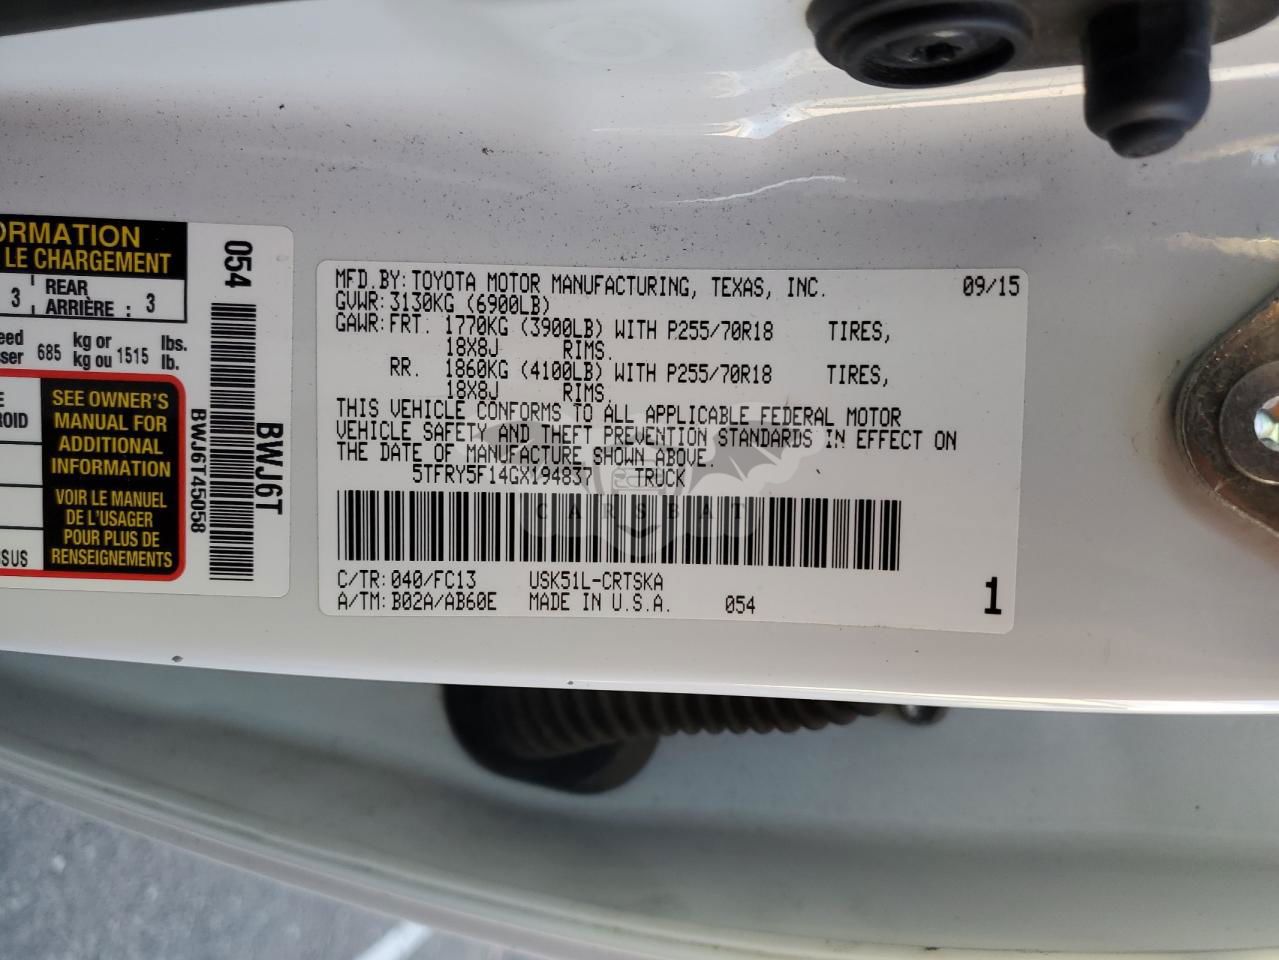 ORMATION
LE CHARGEMENT
3 REAR
ARRIÈRE : 3
kg or lbs.
685 kg ou 1515 lb.
SEE OWNER'S
MANUAL FOR
ADDITIONAL
INFORMATION
VOIR LE MANUEL
DE L'USAGER
POUR PLUS DE
RENSEIGNEMENTS
054
BWJ6T45058
BWJ6T
MFD.BY: TOYOTA MOTOR MANUFACTURING, TEXAS, INC. 09/15
GVWR: 3130KG (6900LB)
GAWR: FRT. 1770KG (3900LB) WITH P255/70R18 TIRES,
18X8J RIMS.
RR. 1860KG (4100LB) WITH P255/70R18 TIRES,
18X8J RIMS.
THIS VEHICLE CONFORMS TO ALL APPLICABLE FEDERAL MOTOR
VEHICLE SAFETY AND THEFT PREVENTION STANDARDS IN EFFECT ON
THE DATE OF MANUFACTURE SHOWN ABOVE.
5TFRY5F14GX194837 TRUCK
CARSBAT
C/TR: 040/FC13 USK51L-CRTSKA
A/TM: B02A/AB60E MADE IN U.S.A. 054
1